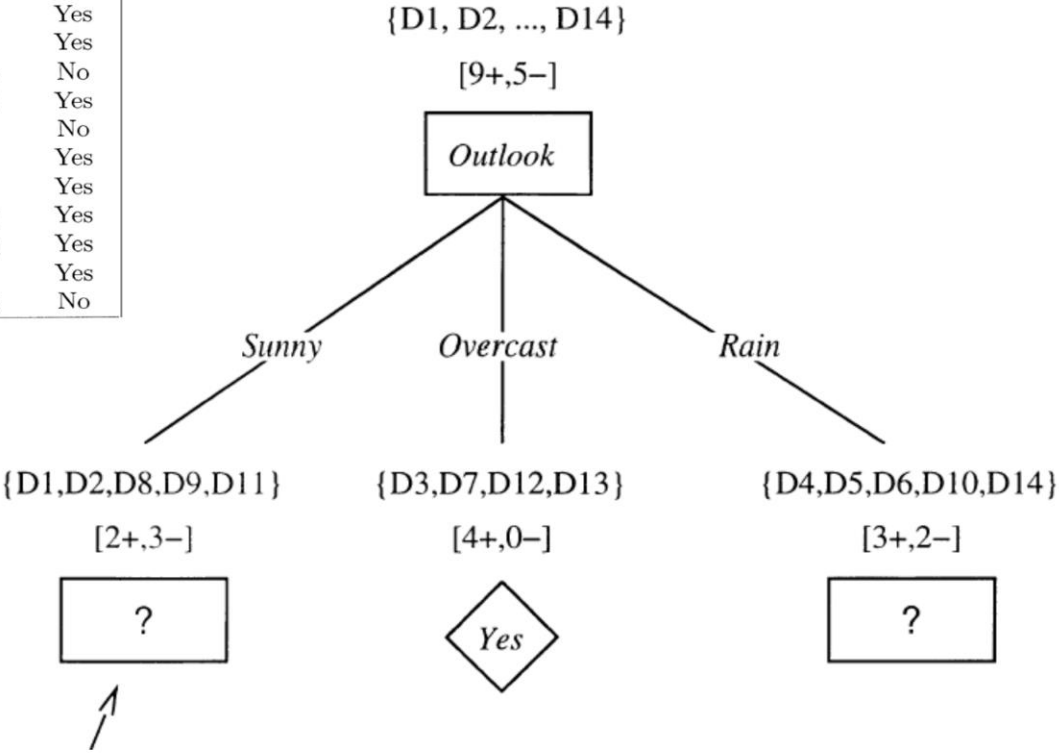 Yes
Yes
No
Yes
No
Yes
Yes
Yes
Yes
Yes
No
{D1, D2, ..., D14}
[9+,5−]
Outlook
Sunny Overcast Rain
{D1,D2,D8,D9,D11} {D3,D7,D12,D13} {D4,D5,D6,D10,D14}
[2+,3−] [4+,0−] [3+,2−]
? Yes ?